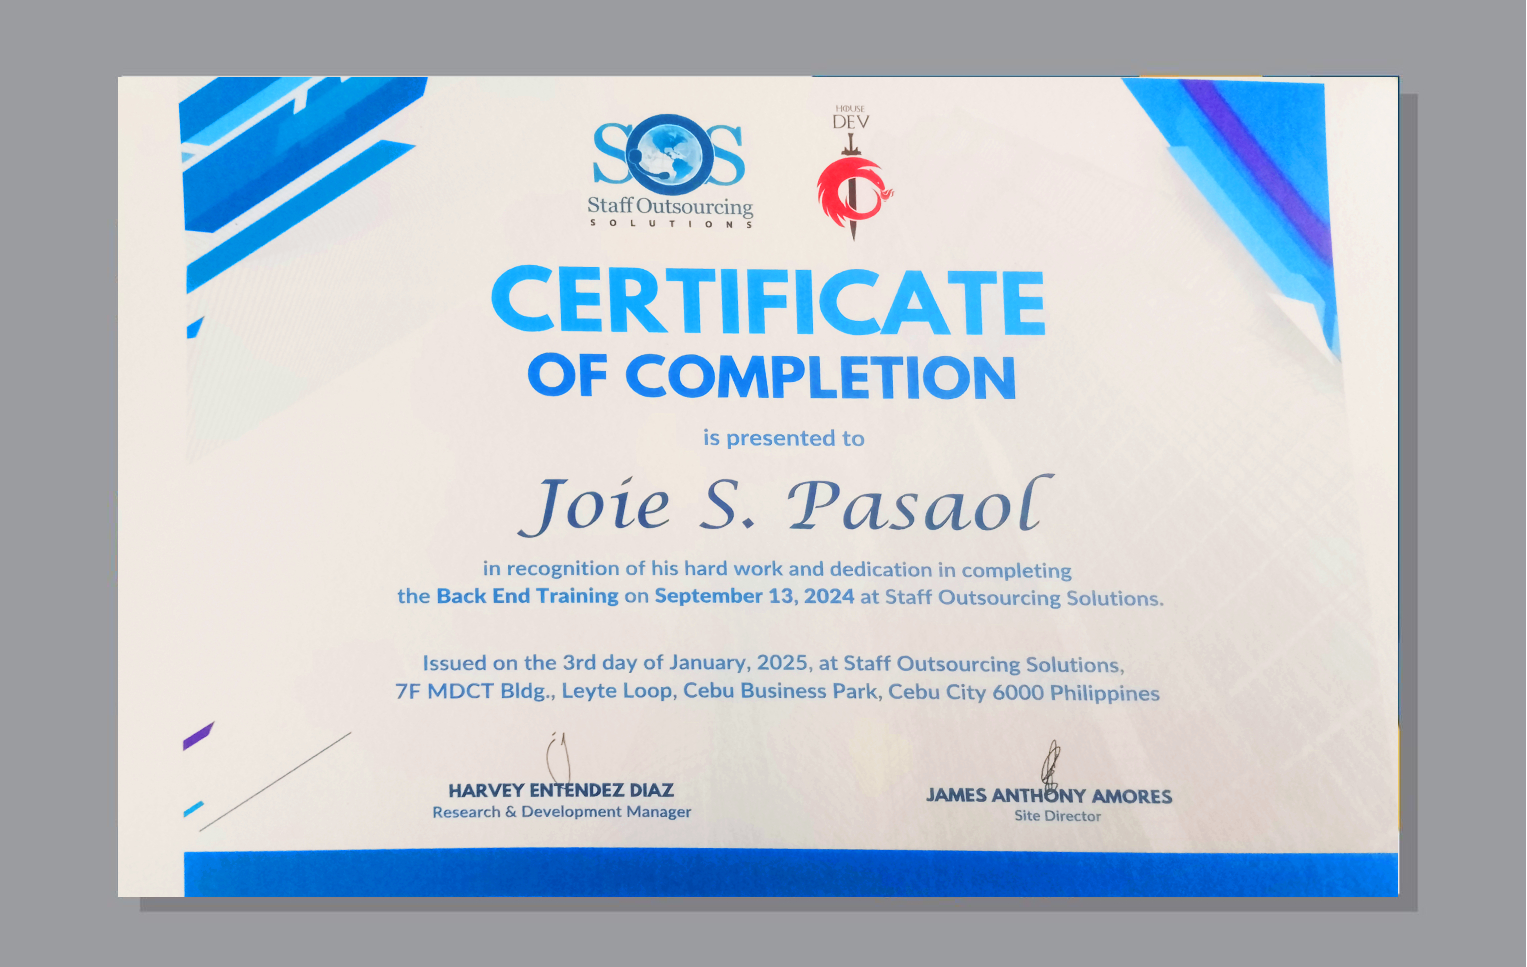 SOS
Staff Outsourcing
SOLUTIONS
HOUSE
DEV
CERTIFICATE
OF COMPLETION
is presented to
Joie S. Pasaol
in recognition of his hard work and dedication in completing
the Back End Training on September 13, 2024 at Staff Outsourcing Solutions.
Issued on the 3rd day of January, 2025, at Staff Outsourcing Solutions,
7F MDCT Bldg., Leyte Loop, Cebu Business Park, Cebu City 6000 Philippines
HARVEY ENTENDEZ DIAZ
Research & Development Manager
JAMES ANTHONY AMORES
Site Director